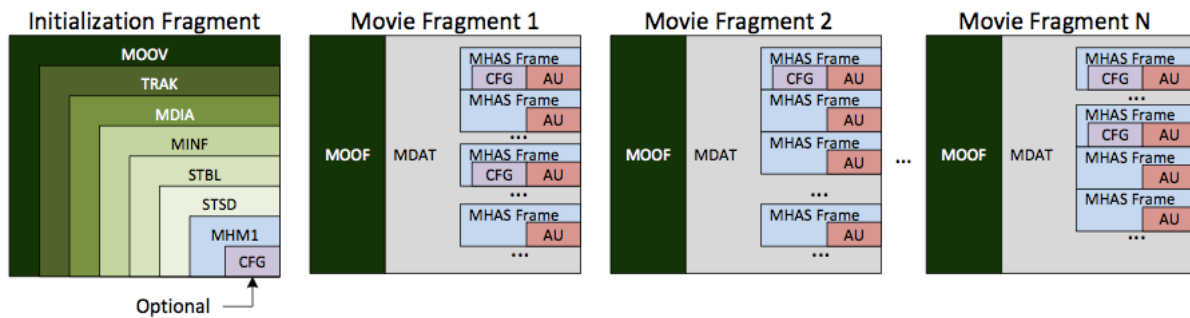 Initialization Fragment
MOOV
TRAK
MDIA
MINF
STBL
STSD
MHM1
CFG
Optional
Movie Fragment 1
MOOF
MDAT
MHAS Frame
CFG AU
MHAS Frame
AU
...
MHAS Frame
CFG AU
...
MHAS Frame
AU
...
Movie Fragment 2
MOOF
MDAT
MHAS Frame
CFG AU
MHAS Frame
AU
MHAS Frame
AU
...
MHAS Frame
AU
...
...
Movie Fragment N
MOOF
MDAT
MHAS Frame
CFG AU
...
MHAS Frame
CFG AU
MHAS Frame
AU
MHAS Frame
AU
...